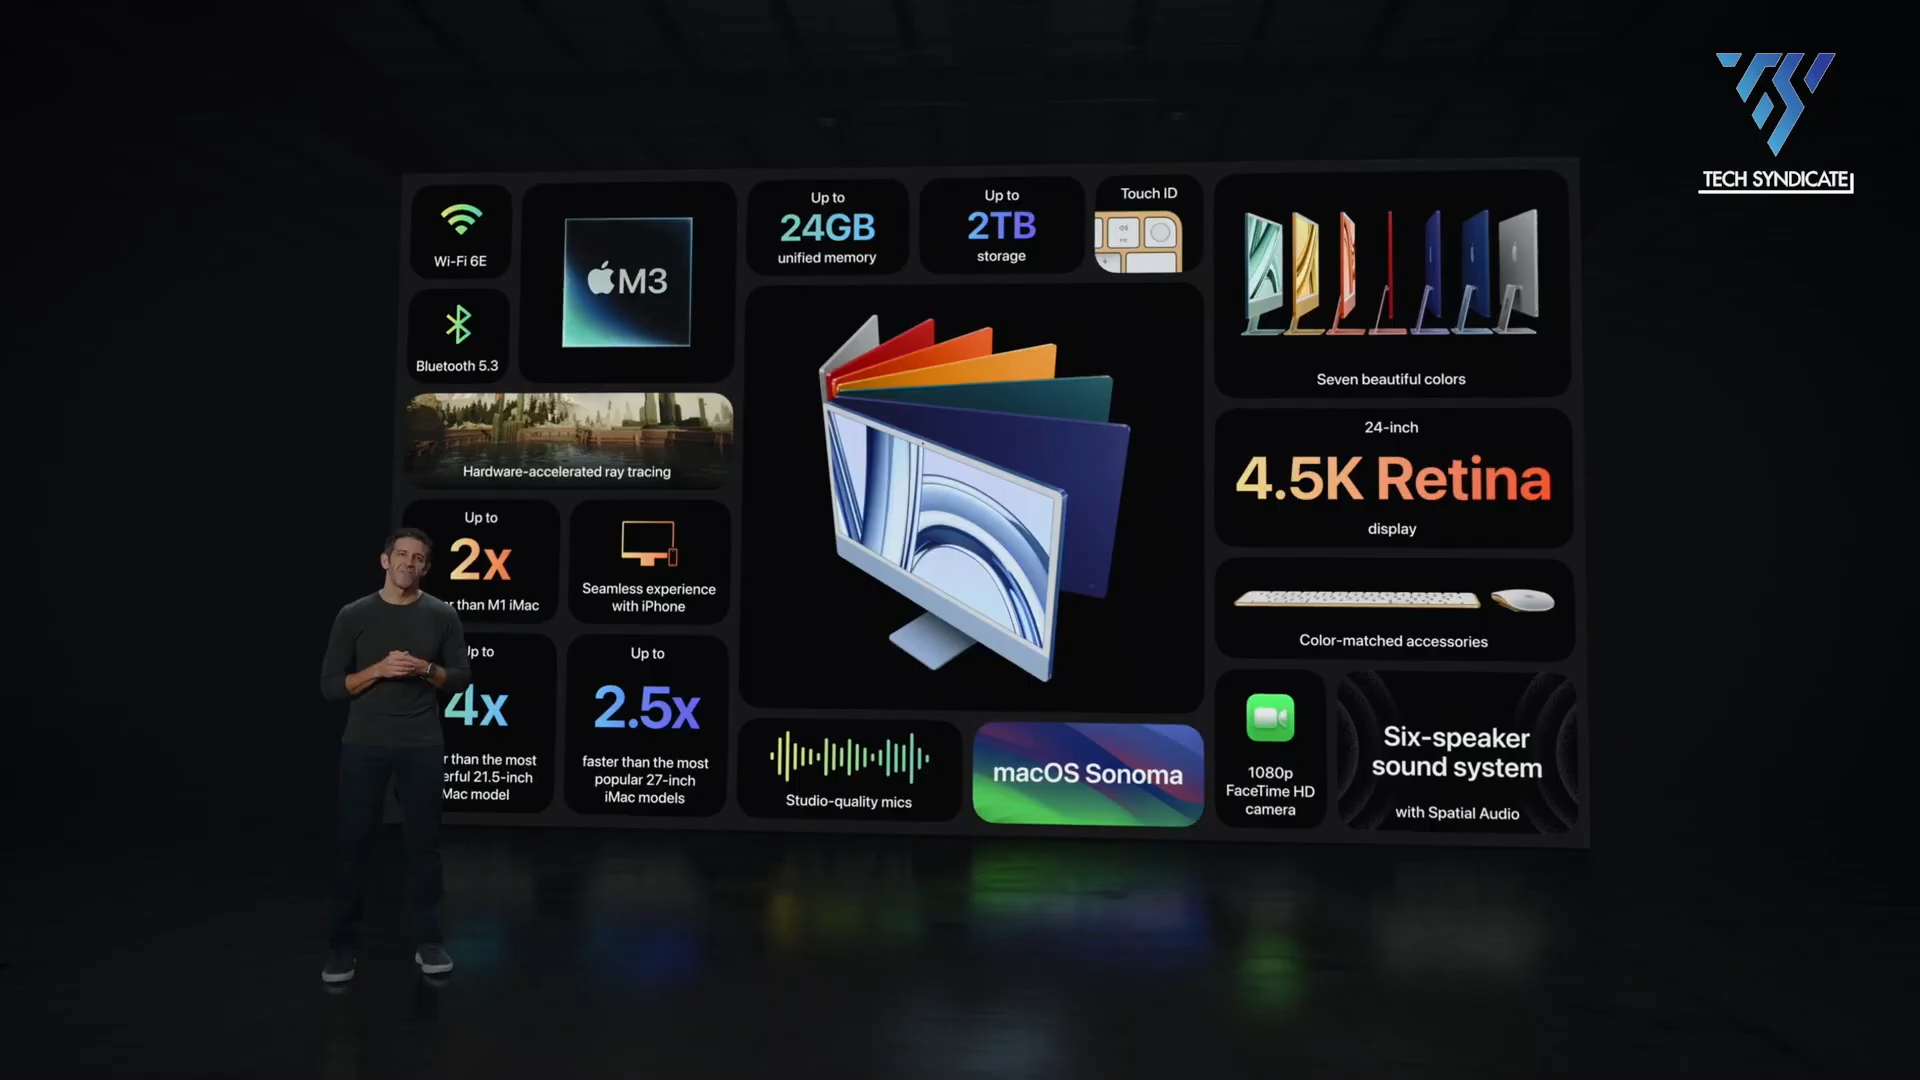 TECH SYNDICATE
Wi-Fi 6E
Bluetooth 5.3
M3
Up to
24GB
unified memory
Up to
2TB
storage
Touch ID
Seven beautiful colors
Hardware-accelerated ray tracing
24-inch
4.5K Retina
display
Up to
2x
than M1 iMac
Seamless experience
with iPhone
Color-matched accessories
to
4x
than the most
21.5-inch
model
Up to
2.5x
faster than the most
popular 27-inch
iMac models
Studio-quality mics
macOS Sonoma
1080p
FaceTime HD
camera
Six-speaker
sound system
with Spatial Audio